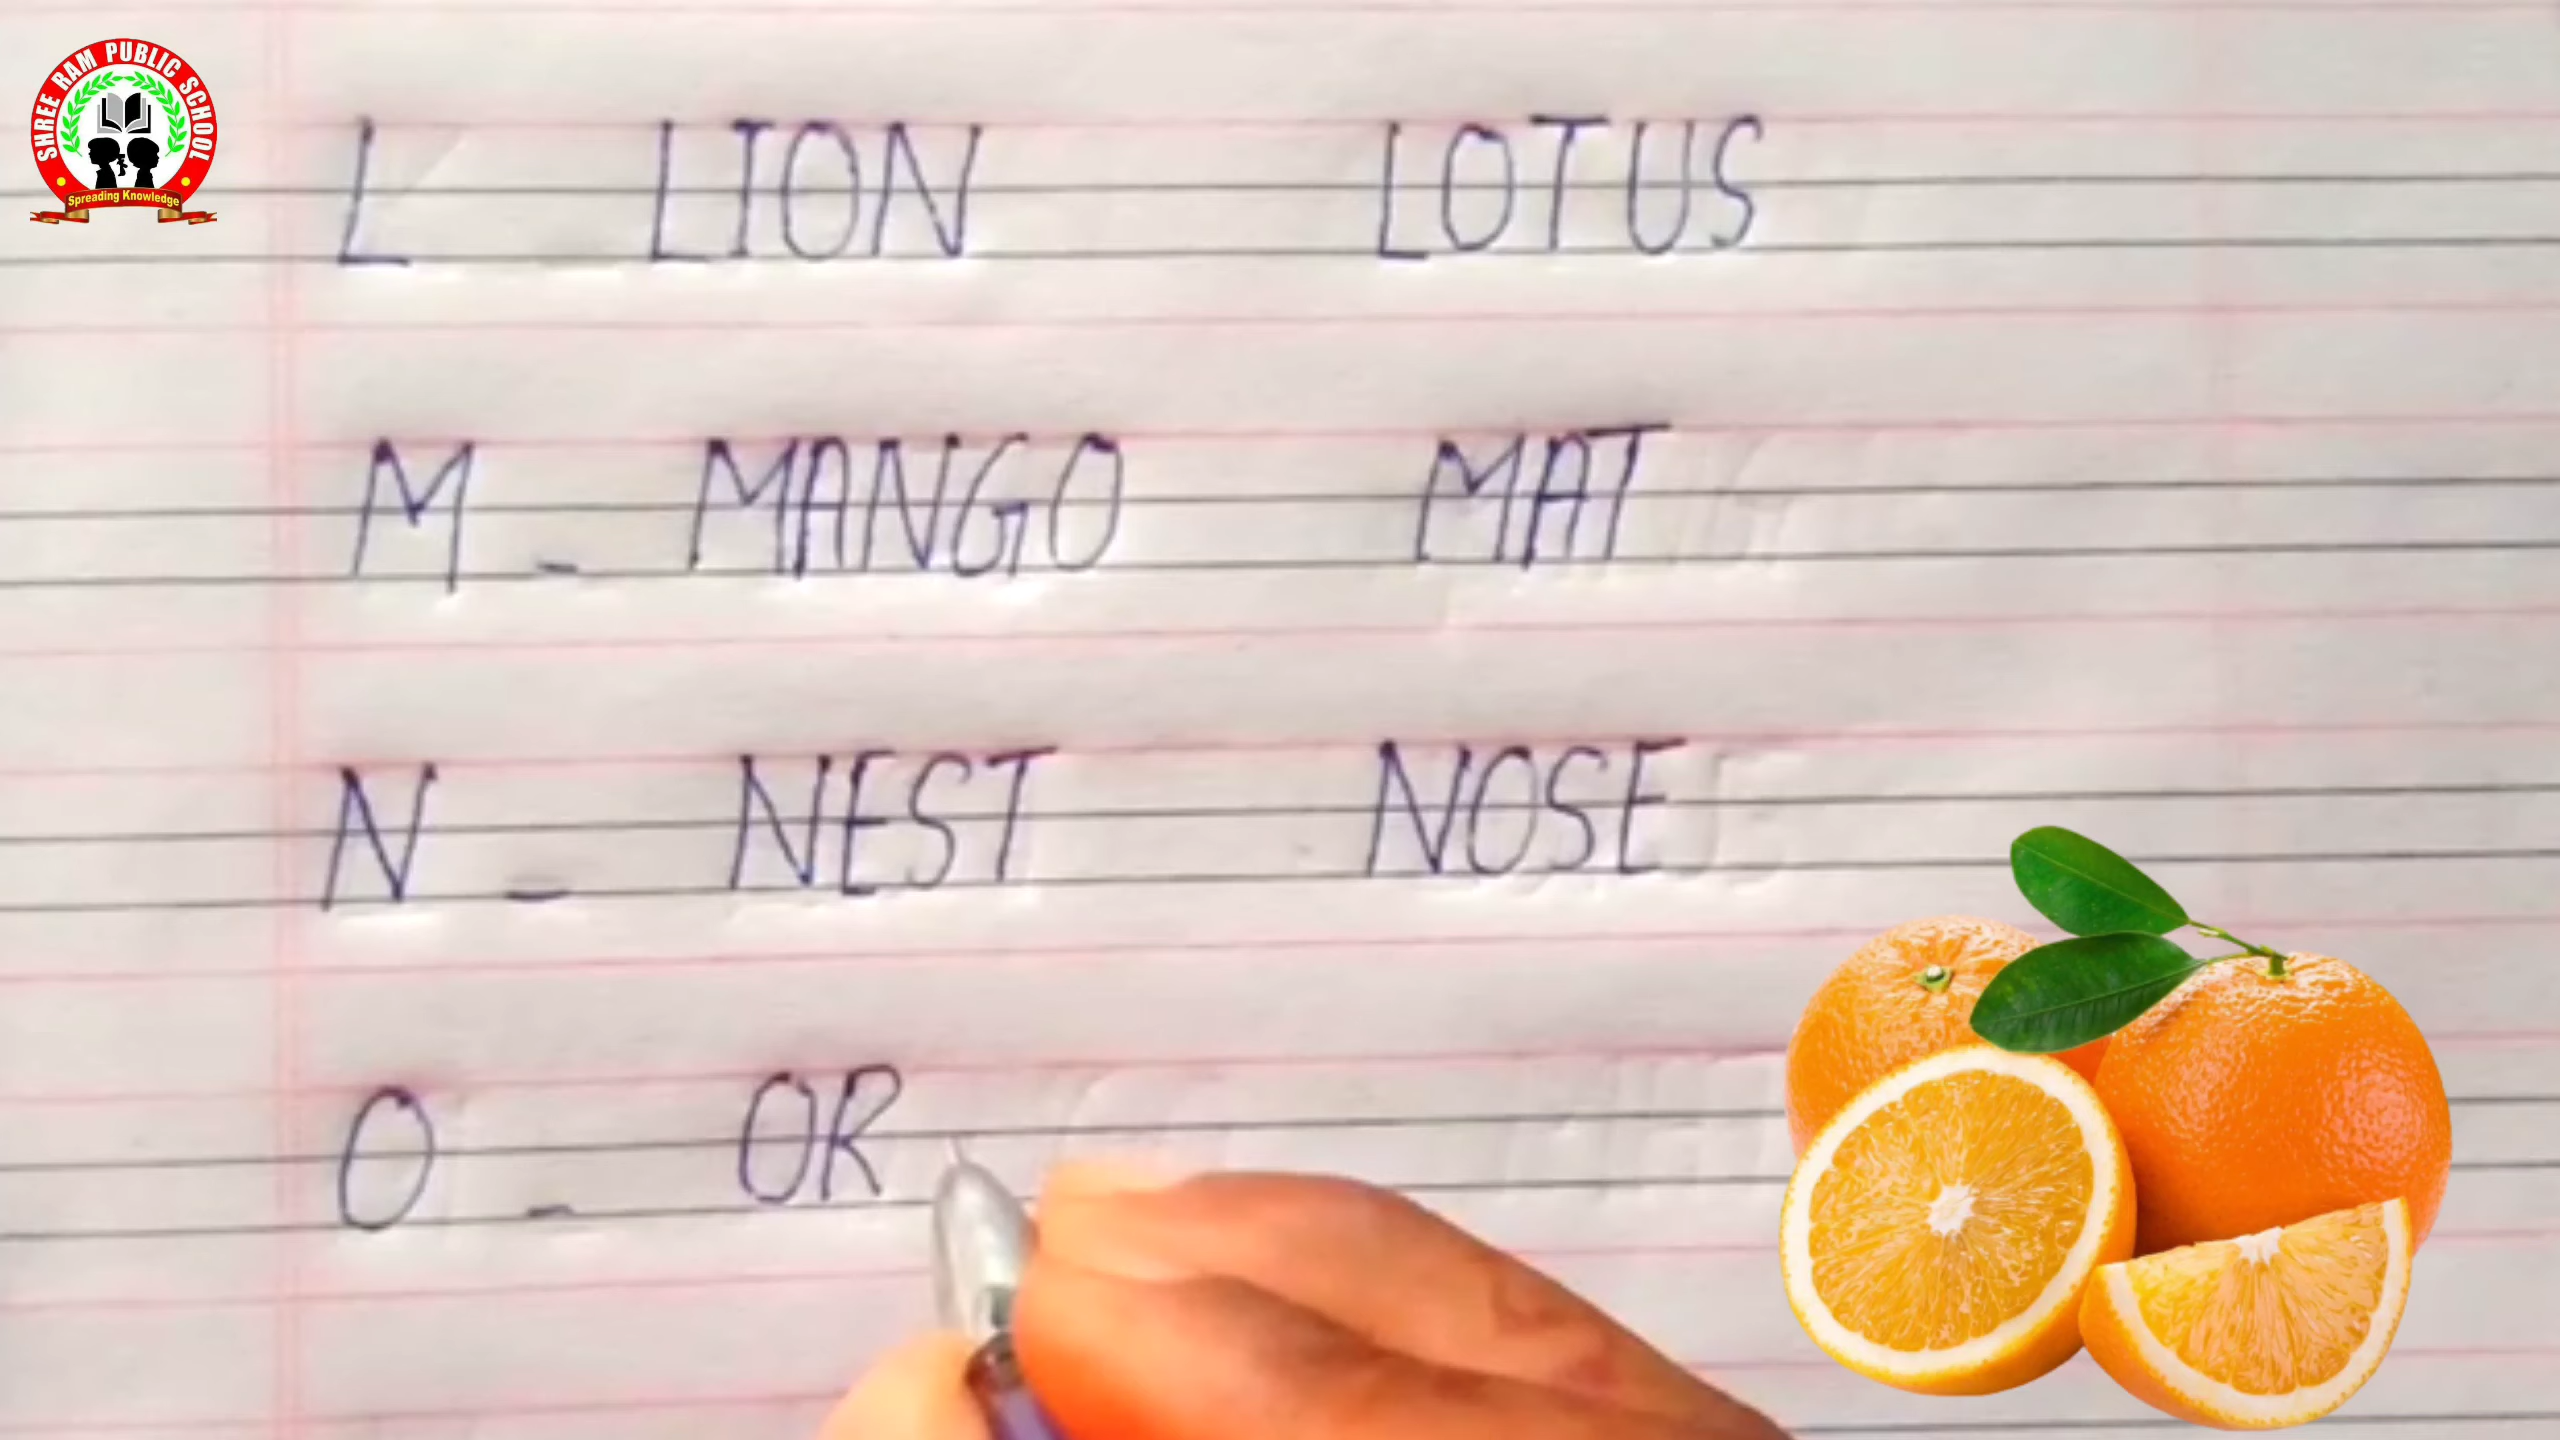 SHREE RAM PUBLIC SCHOOL
Spreading Knowledge
L LION LOTUS
M - MANGO MAT
N - NEST NOSE
O - OR